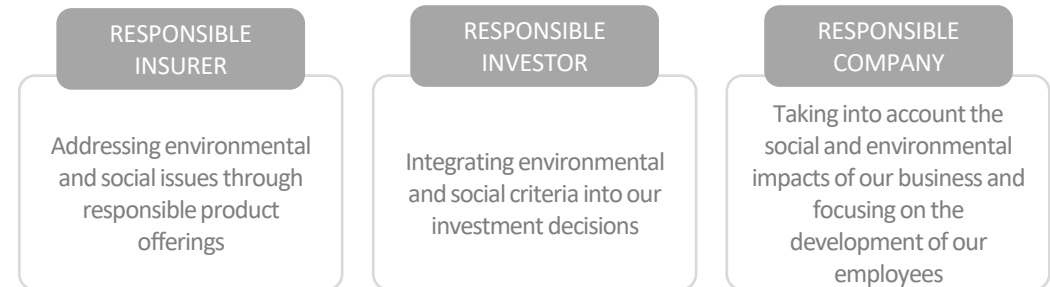 RESPONSIBLE
INSURER
Addressing environmental
and social issues through
responsible product
offerings
RESPONSIBLE
INVESTOR
Integrating environmental
and social criteria into our
investment decisions
RESPONSIBLE
COMPANY
Taking into account the
social and environmental
impacts of our business and
focusing on the
development of our
employees